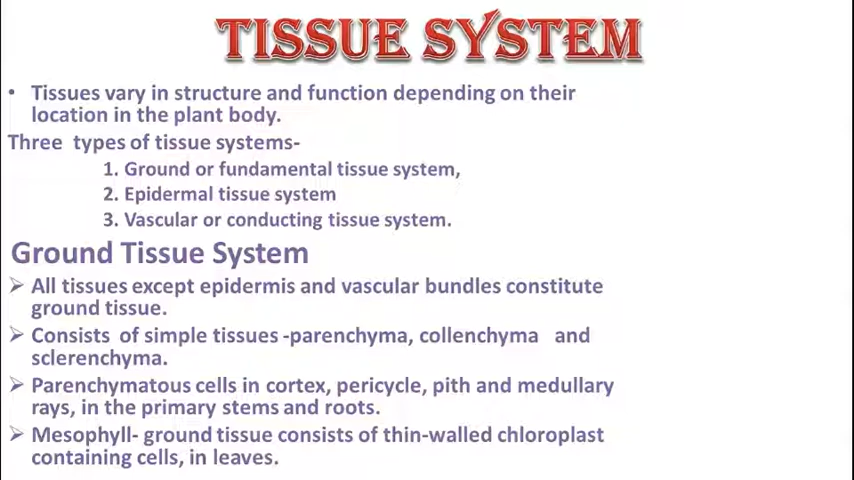 TISSUE SYSTEM
• Tissues vary in structure and function depending on their
location in the plant body.
Three types of tissue systems-
1. Ground or fundamental tissue system,
2. Epidermal tissue system
3. Vascular or conducting tissue system.
Ground Tissue System
➢ All tissues except epidermis and vascular bundles constitute
ground tissue.
➢ Consists of simple tissues -parenchyma, collenchyma and
sclerenchyma.
➢ Parenchymatous cells in cortex, pericycle, pith and medullary
rays, in the primary stems and roots.
➢ Mesophyll- ground tissue consists of thin-walled chloroplast
containing cells, in leaves.